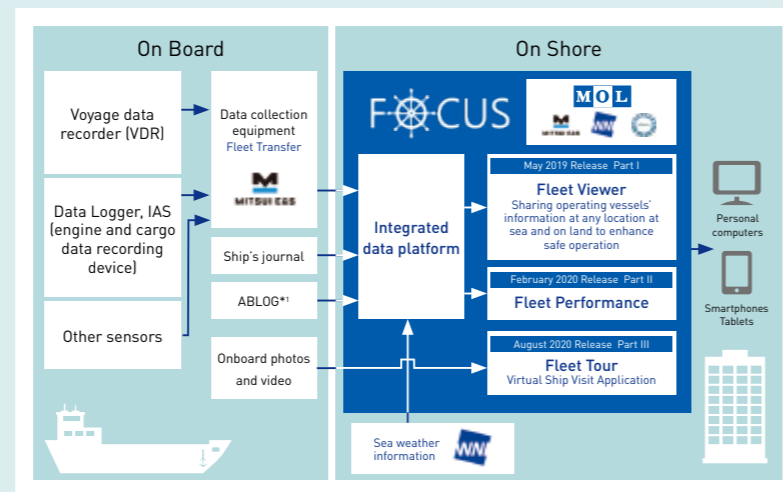 On Board
Voyage data
recorder (VDR)
Data Logger, IAS
(engine and cargo
data recording
device)
Other sensors
Data collection
equipment
Fleet Transfer
MITSUI E&S
Ship's journal
ABLOG*1
Onboard photos
and video
On Shore
FOCUS
MOL
MITSUI E&S
WNI
Integrated
data platform
May 2019 Release Part I
Fleet Viewer
Sharing operating vessels'
information at any location at
sea and on land to enhance
safe operation
February 2020 Release Part II
Fleet Performance
August 2020 Release Part III
Fleet Tour
Virtual Ship Visit Application
Sea weather
information
WNI
Personal
computers
Smartphones
Tablets